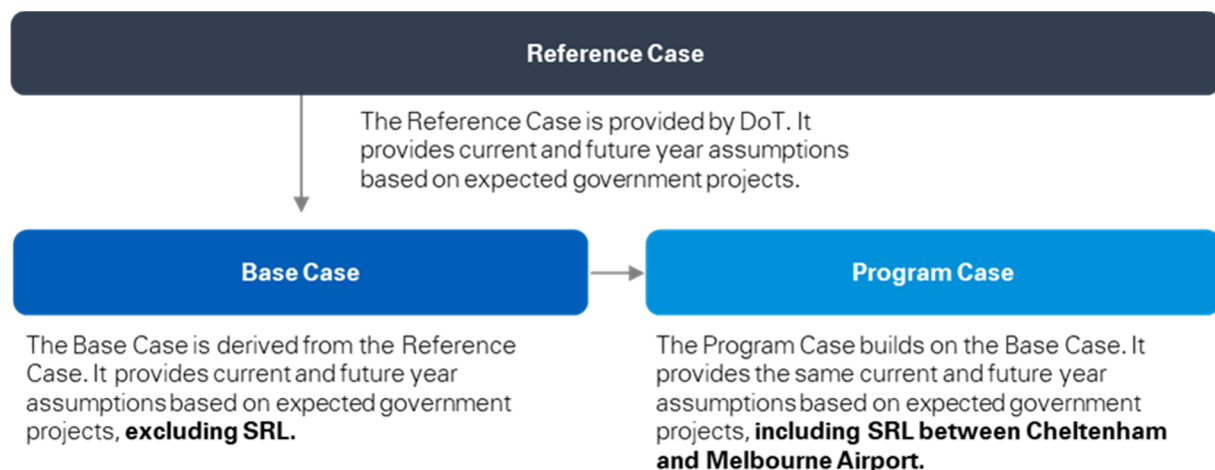 Reference Case
The Reference Case is provided by DoT. It
provides current and future year assumptions
based on expected government projects.
Base Case
The Base Case is derived from the Reference
Case. It provides current and future year
assumptions based on expected government
projects, excluding SRL.
Program Case
The Program Case builds on the Base Case. It
provides the same current and future year
assumptions based on expected government
projects, including SRL between Cheltenham
and Melbourne Airport.